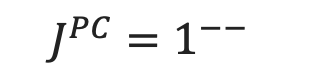 J^{PC} = 1^{--}